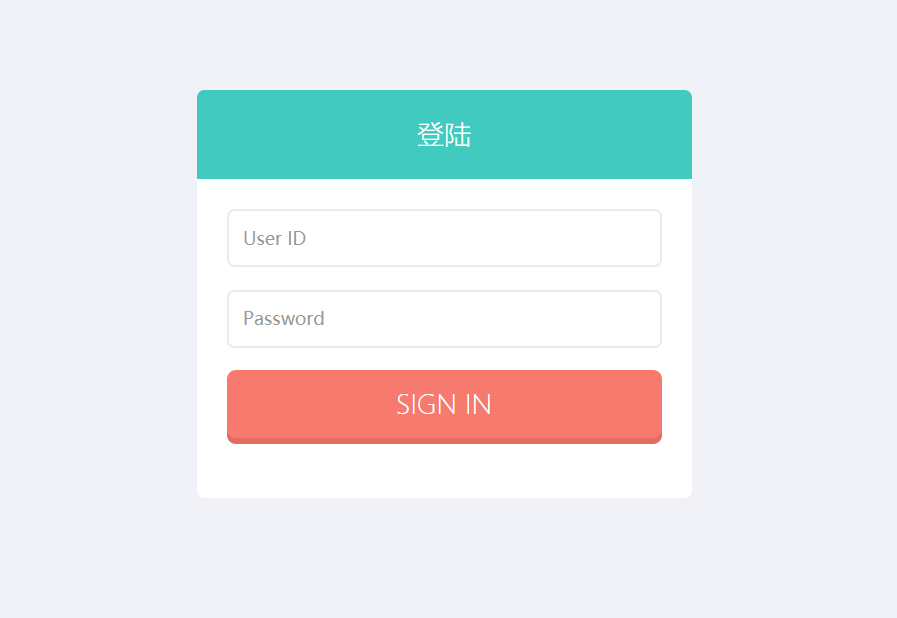 登陆
User ID
Password
SIGN IN